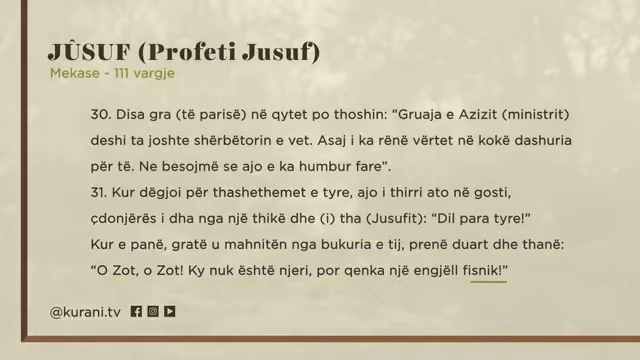 JÛSUF (Profeti Jusuf)
Mekase - 111 vargje
30. Disa gra (të parisë) në qytet po thoshin: “Gruaja e Azizit (ministrit)
deshi ta joshte shërbëtorin e vet. Asaj i ka rënë vërtet në kokë dashuria
për të. Ne besojmë se ajo e ka humbur fare”.
31. Kur dëgjoi për thashethemet e tyre, ajo i thirri ato në gosti,
çdonjërës i dha nga një thikë dhe (i) tha (Jusufit): “Dil para tyre!”
Kur e panë, gratë u mahnitën nga bukuria e tij, prenë duart dhe thanë:
“O Zot, o Zot! Ky nuk është njeri, por qenka një engjëll fisnik!”
@kurani.tv